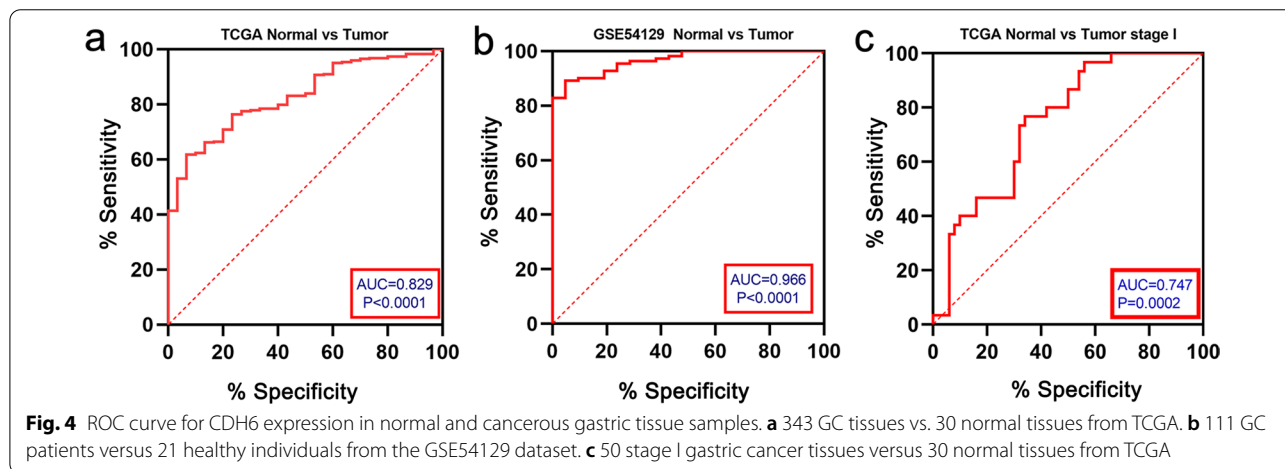 a
TCGA Normal vs Tumor
100
80
60
40
20
0
% Sensitivity
AUC=0.829
P<0.0001
0 20 40 60 80 100
% Specificity
b
GSE54129 Normal vs Tumor
100
80
60
40
20
0
% Sensitivity
AUC=0.966
P<0.0001
0 20 40 60 80 100
% Specificity
c
TCGA Normal vs Tumor stage I
100
80
60
40
20
0
% Sensitivity
AUC=0.747
P=0.0002
0 20 40 60 80 100
% Specificity
Fig. 4 ROC curve for CDH6 expression in normal and cancerous gastric tissue samples. a 343 GC tissues vs. 30 normal tissues from TCGA. b 111 GC
patients versus 21 healthy individuals from the GSE54129 dataset. c 50 stage I gastric cancer tissues versus 30 normal tissues from TCGA